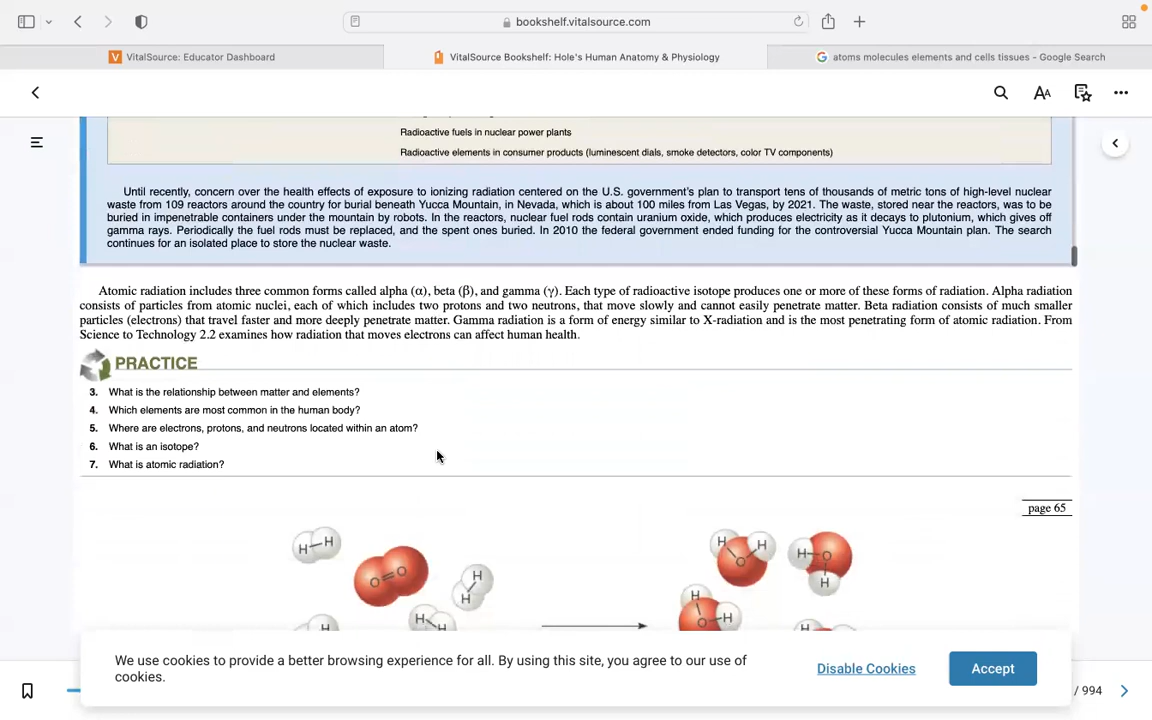 bookshelf.vitalsource.com
VitalSource: Educator Dashboard
VitalSource Bookshelf: Hole's Human Anatomy & Physiology
atoms molecules elements and cells tissues - Google Search
AA
Radioactive fuels in nuclear power plants
Radioactive elements in consumer products (luminescent dials, smoke detectors, color TV components)
Until recently, concern over the health effects of exposure to ionizing radiation centered on the U.S. government's plan to transport tens of thousands of metric tons of high-level nuclear
waste from 109 reactors around the country for burial beneath Yucca Mountain, in Nevada, which is about 100 miles from Las Vegas, by 2021. The waste, stored near the reactors, was to be
buried in impenetrable containers under the mountain by robots. In the reactors, nuclear fuel rods contain uranium oxide, which produces electricity as it decays to plutonium, which gives off
gamma rays. Periodically the fuel rods must be replaced, and the spent ones buried. In 2010 the federal government ended funding for the controversial Yucca Mountain plan. The search
continues for an isolated place to store the nuclear waste.
Atomic radiation includes three common forms called alpha (α), beta (β), and gamma (γ). Each type of radioactive isotope produces one or more of these forms of radiation. Alpha radiation
consists of particles from atomic nuclei, each of which includes two protons and two neutrons, that move slowly and cannot easily penetrate matter. Beta radiation consists of much smaller
particles (electrons) that travel faster and more deeply penetrate matter. Gamma radiation is a form of energy similar to X-radiation and is the most penetrating form of atomic radiation. From
Science to Technology 2.2 examines how radiation that moves electrons can affect human health.
PRACTICE
3. What is the relationship between matter and elements?
4. Which elements are most common in the human body?
5. Where are electrons, protons, and neutrons located within an atom?
6. What is an isotope?
7. What is atomic radiation?
page 65
H H
O O
H
H
H O H
H O
H
H H
H
O H
H
We use cookies to provide a better browsing experience for all. By using this site, you agree to our use of
cookies.
Disable Cookies
Accept
/ 994